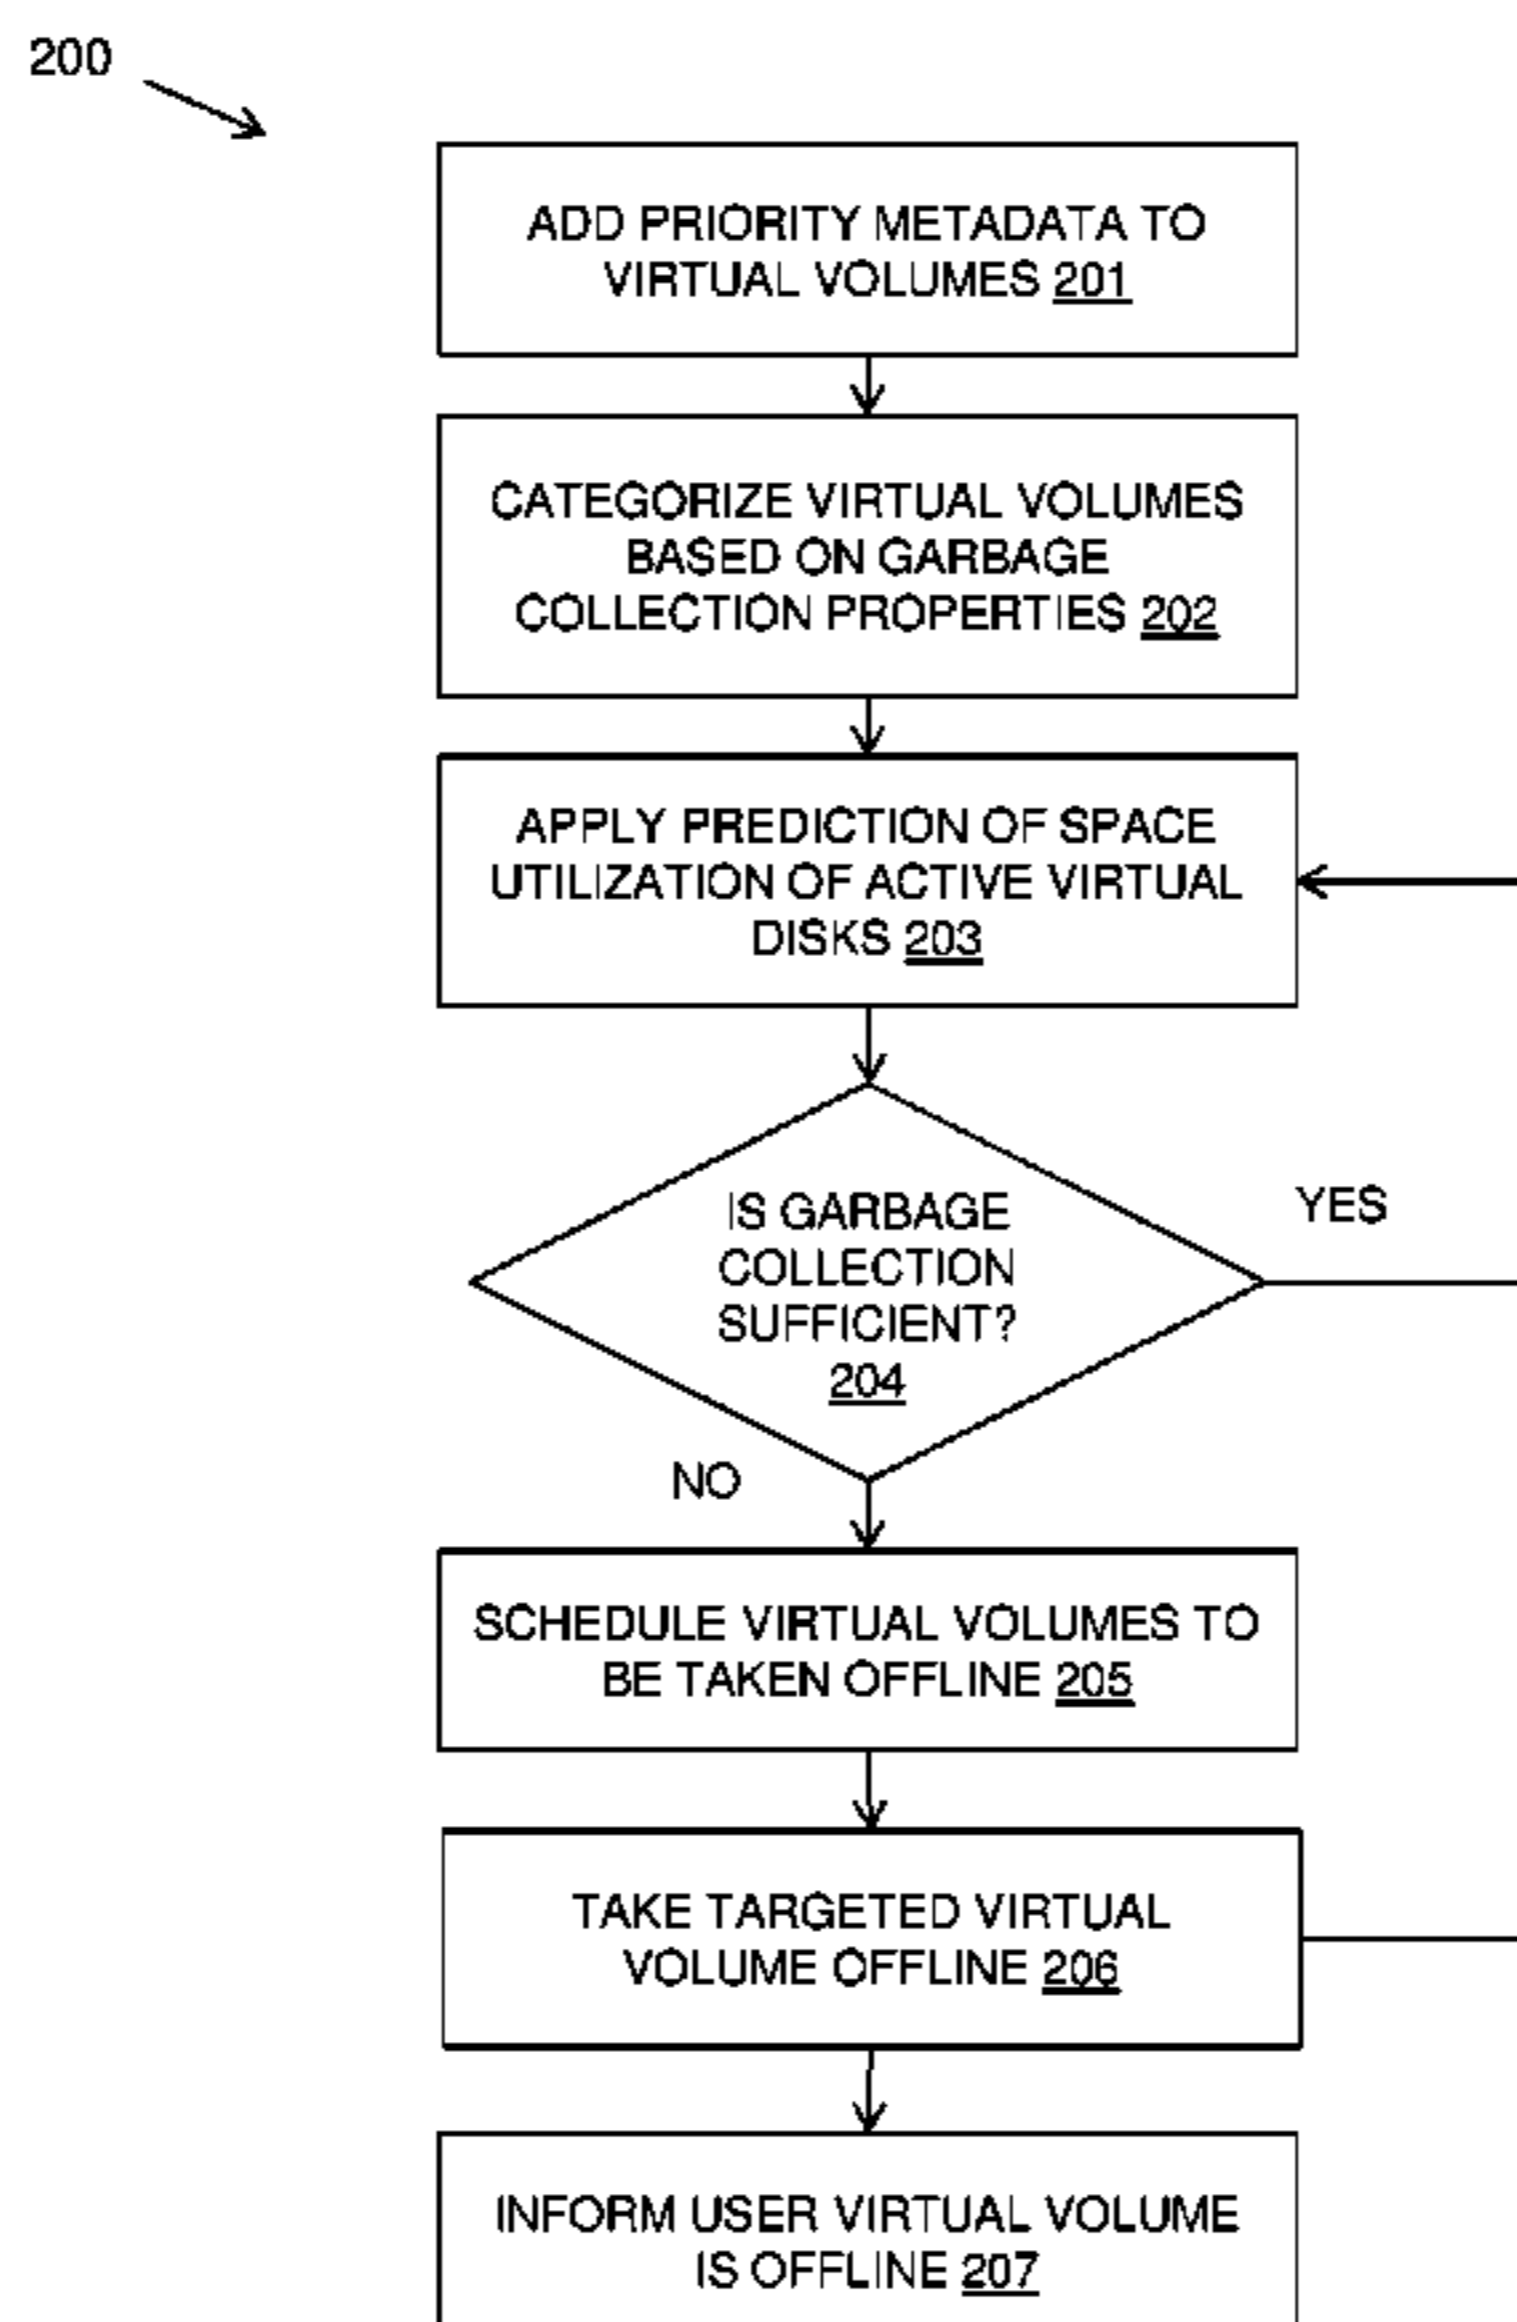 200
ADD PRIORITY METADATA TO
VIRTUAL VOLUMES 201
CATEGORIZE VIRTUAL VOLUMES
BASED ON GARBAGE
COLLECTION PROPERTIES 202
APPLY PREDICTION OF SPACE
UTILIZATION OF ACTIVE VIRTUAL
DISKS 203
IS GARBAGE
COLLECTION
SUFFICIENT?
204
YES
NO
SCHEDULE VIRTUAL VOLUMES TO
BE TAKEN OFFLINE 205
TAKE TARGETED VIRTUAL
VOLUME OFFLINE 206
INFORM USER VIRTUAL VOLUME
IS OFFLINE 207